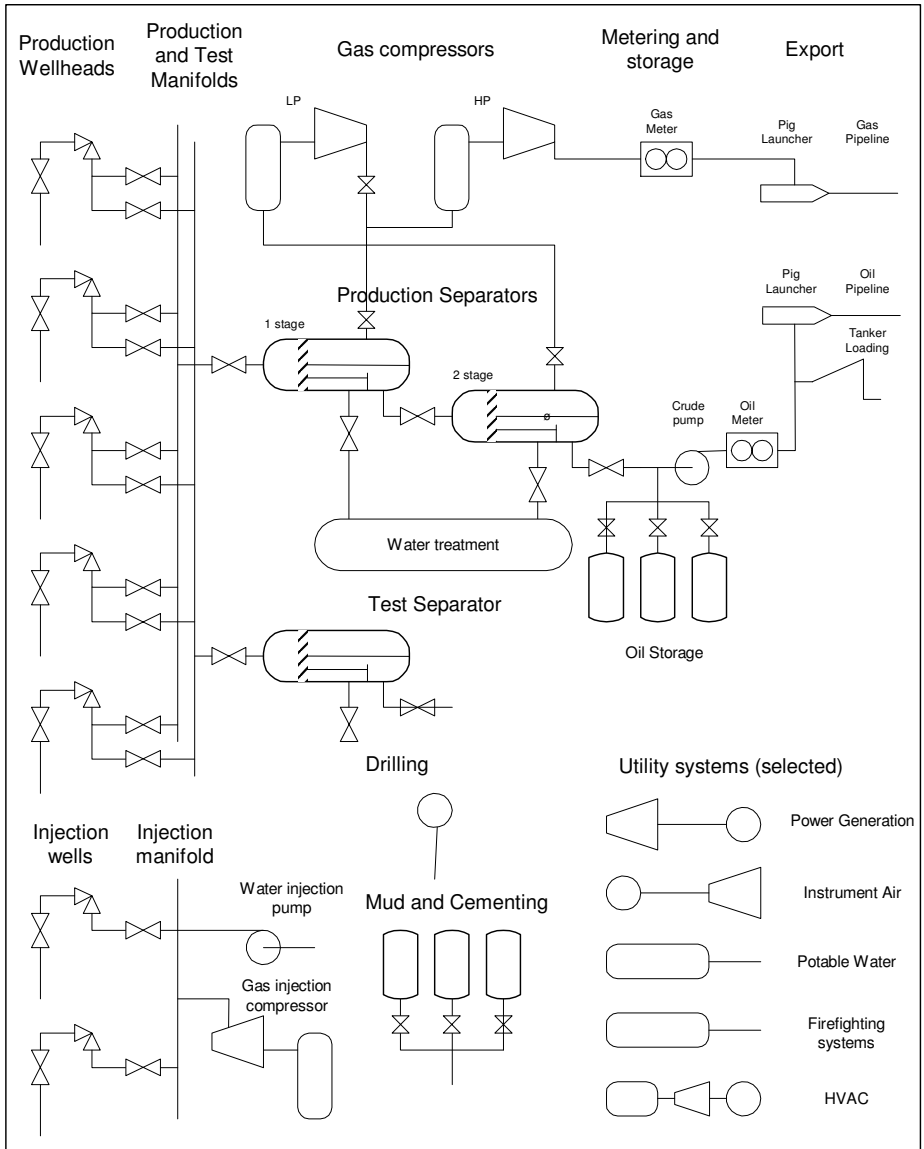 Production
Wellheads
Production
and Test
Manifolds
Gas compressors
Metering and
storage
Export
LP
HP
Gas
Meter
Pig
Launcher
Gas
Pipeline
Production Separators
1 stage
2 stage
Pig
Launcher
Oil
Pipeline
Tanker
Loading
Crude
pump
Oil
Meter
Water treatment
Test Separator
Oil Storage
Drilling
Utility systems (selected)
Power Generation
Injection
wells
Injection
manifold
Water injection
pump
Mud and Cementing
Instrument Air
Gas injection
compressor
Potable Water
Firefighting
systems
HVAC